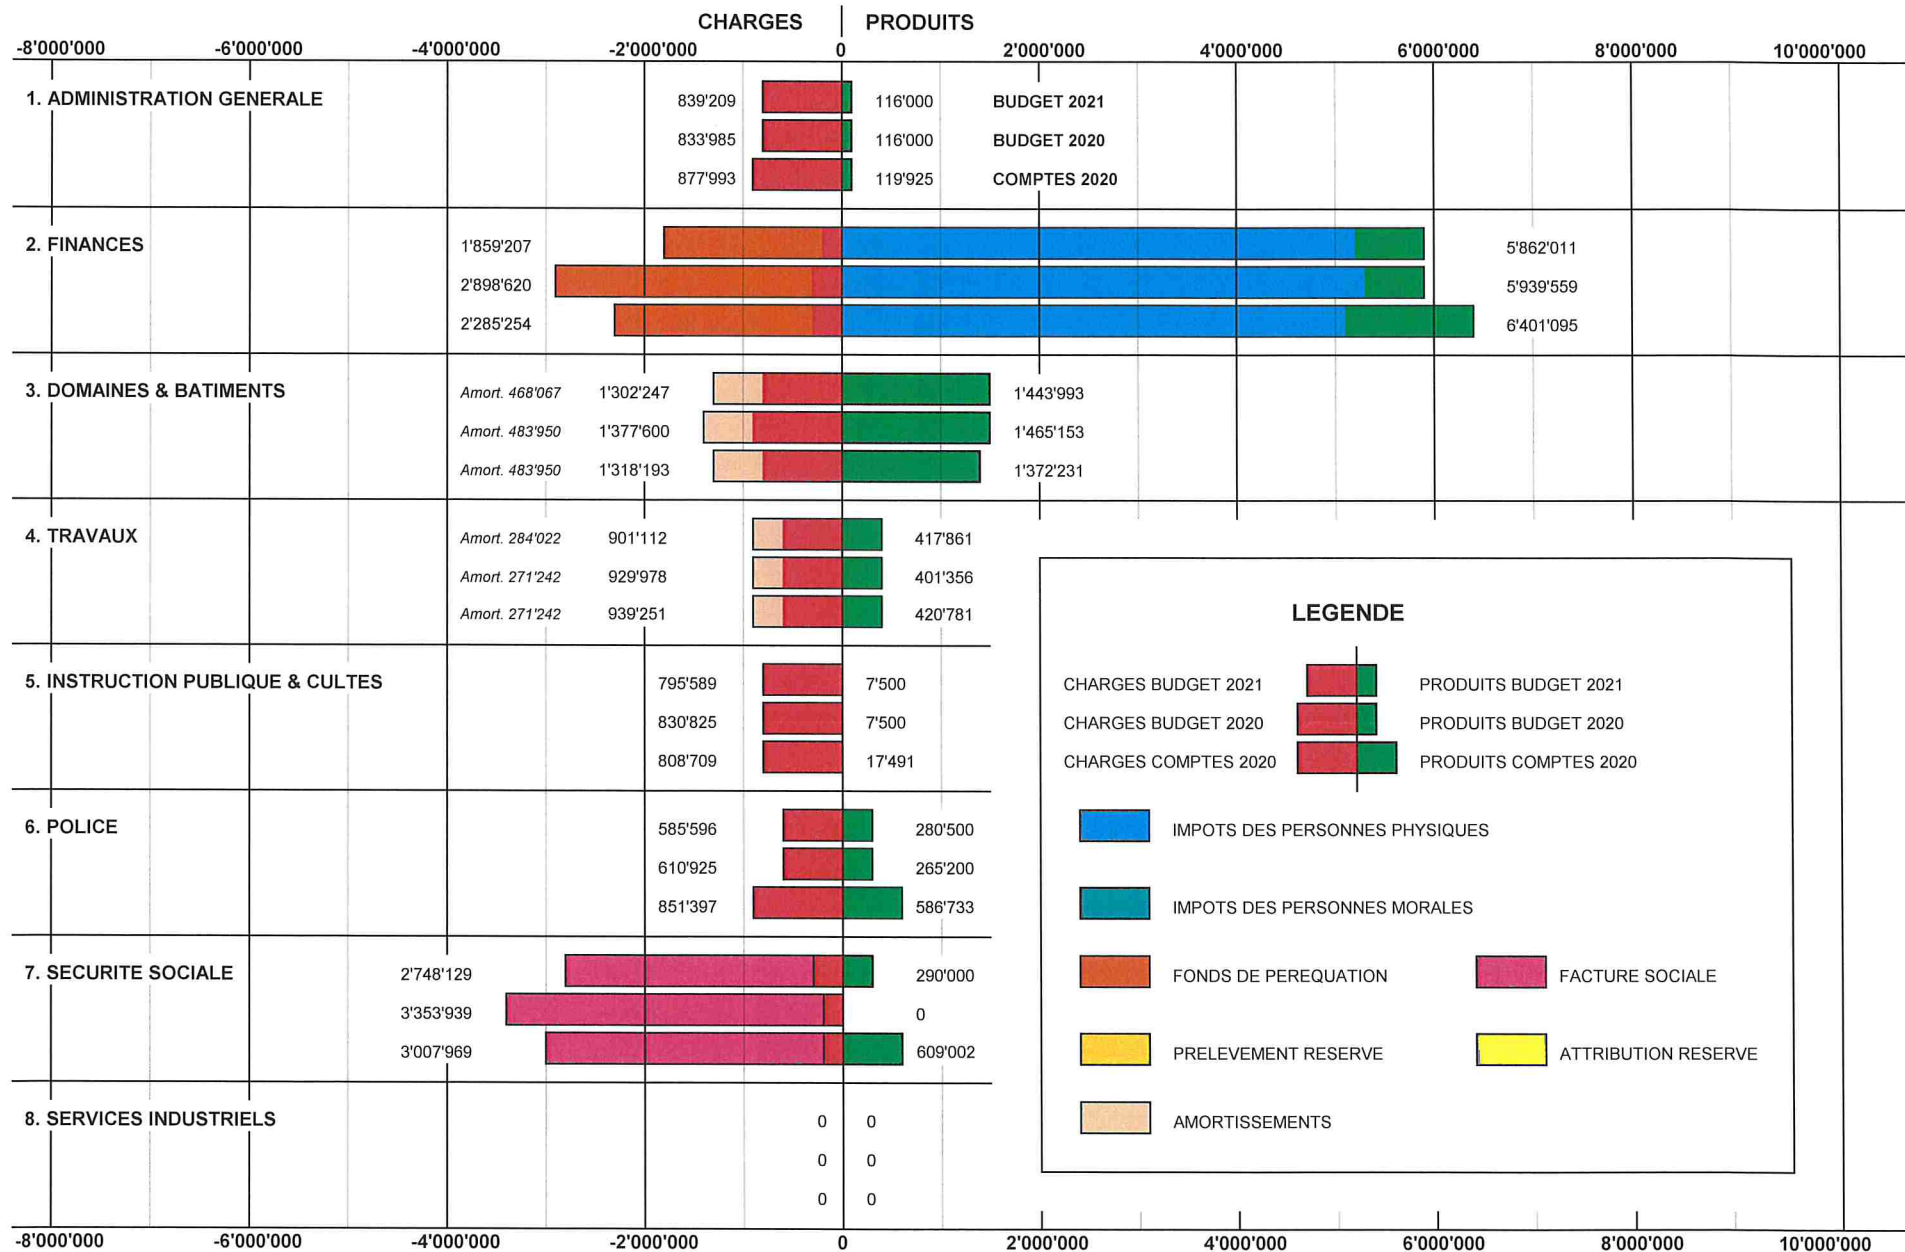 CHARGES PRODUITS
-8'000'000 -6'000'000 -4'000'000 -2'000'000 0 2'000'000 4'000'000 6'000'000 8'000'000 10'000'000
1. ADMINISTRATION GENERALE 839'209 116'000 BUDGET 2021
833'985 116'000 BUDGET 2020
877'993 119'925 COMPTES 2020
2. FINANCES 1'859'207 5'862'011
2'898'620 5'939'559
2'285'254 6'401'095
3. DOMAINES & BATIMENTS Amort. 468'067 1'302'247 1'443'993
Amort. 483'950 1'377'600 1'465'153
Amort. 483'950 1'318'193 1'372'231
4. TRAVAUX Amort. 284'022 901'112 417'861
Amort. 271'242 929'978 401'356
Amort. 271'242 939'251 420'781
5. INSTRUCTION PUBLIQUE & CULTES 795'589 7'500
830'825 7'500
808'709 17'491
6. POLICE 585'596 280'500
610'925 265'200
851'397 586'733
7. SECURITE SOCIALE 2'748'129 290'000
3'353'939 0
3'007'969 609'002
8. SERVICES INDUSTRIELS 0 0
0 0
0 0
LEGENDE
CHARGES BUDGET 2021 PRODUITS BUDGET 2021
CHARGES BUDGET 2020 PRODUITS BUDGET 2020
CHARGES COMPTES 2020 PRODUITS COMPTES 2020
IMPOTS DES PERSONNES PHYSIQUES
IMPOTS DES PERSONNES MORALES
FONDS DE PEREQUATION FACTURE SOCIALE
PRELEVEMENT RESERVE ATTRIBUTION RESERVE
AMORTISSEMENTS
-8'000'000 -6'000'000 -4'000'000 -2'000'000 0 2'000'000 4'000'000 6'000'000 8'000'000 10'000'000